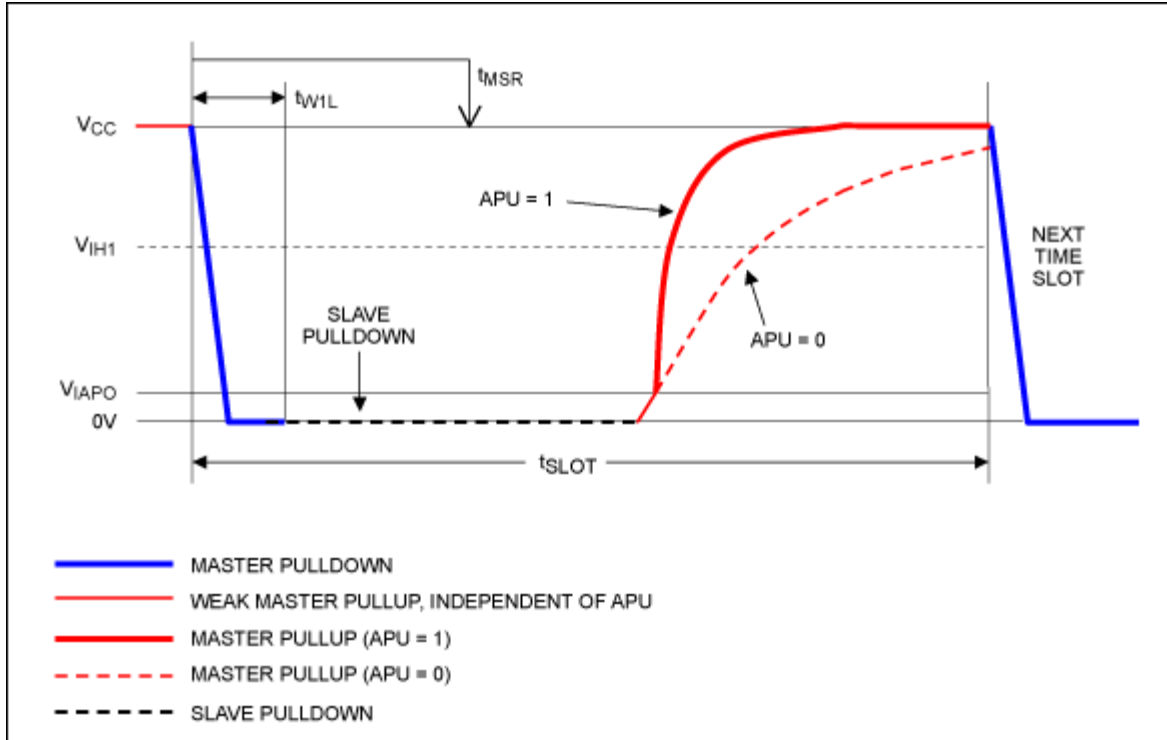 tMSR
tW1L
VCC
APU = 1
VIH1
NEXT
TIME
SLOT
SLAVE
PULLDOWN
APU = 0
VIAPO
0V
tSLOT
MASTER PULLDOWN
WEAK MASTER PULLUP, INDEPENDENT OF APU
MASTER PULLUP (APU = 1)
MASTER PULLUP (APU = 0)
SLAVE PULLDOWN